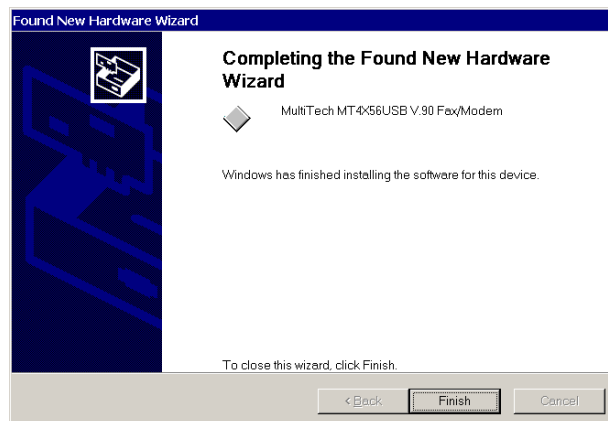 Found New Hardware Wizard
Completing the Found New Hardware
Wizard
MultiTech MT4X56USB V.90 Fax/Modem
Windows has finished installing the software for this device.
To close this wizard, click Finish.
< Back Finish Cancel